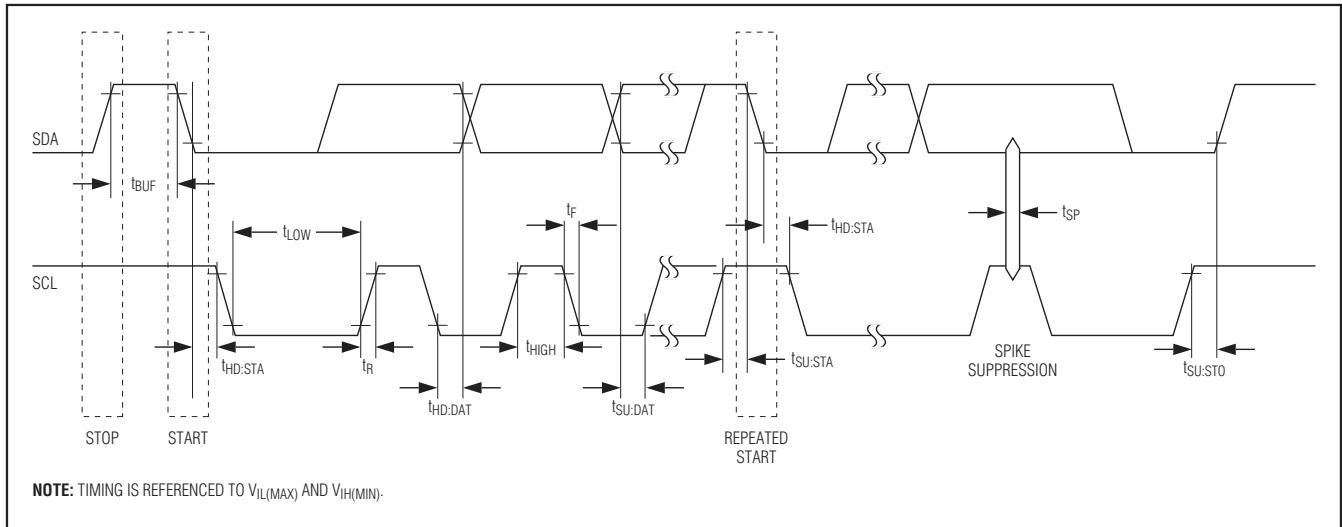 SDA
tBUF
tLOW
tF
tHD:STA
tSP
SCL
tHD:STA
tR
tHIGH
tSU:STA
SPIKE
SUPPRESSION
tSU:STO
tHD:DAT
tSU:DAT
STOP
START
REPEATED
START
NOTE: TIMING IS REFERENCED TO VIL(MAX) AND VIH(MIN).